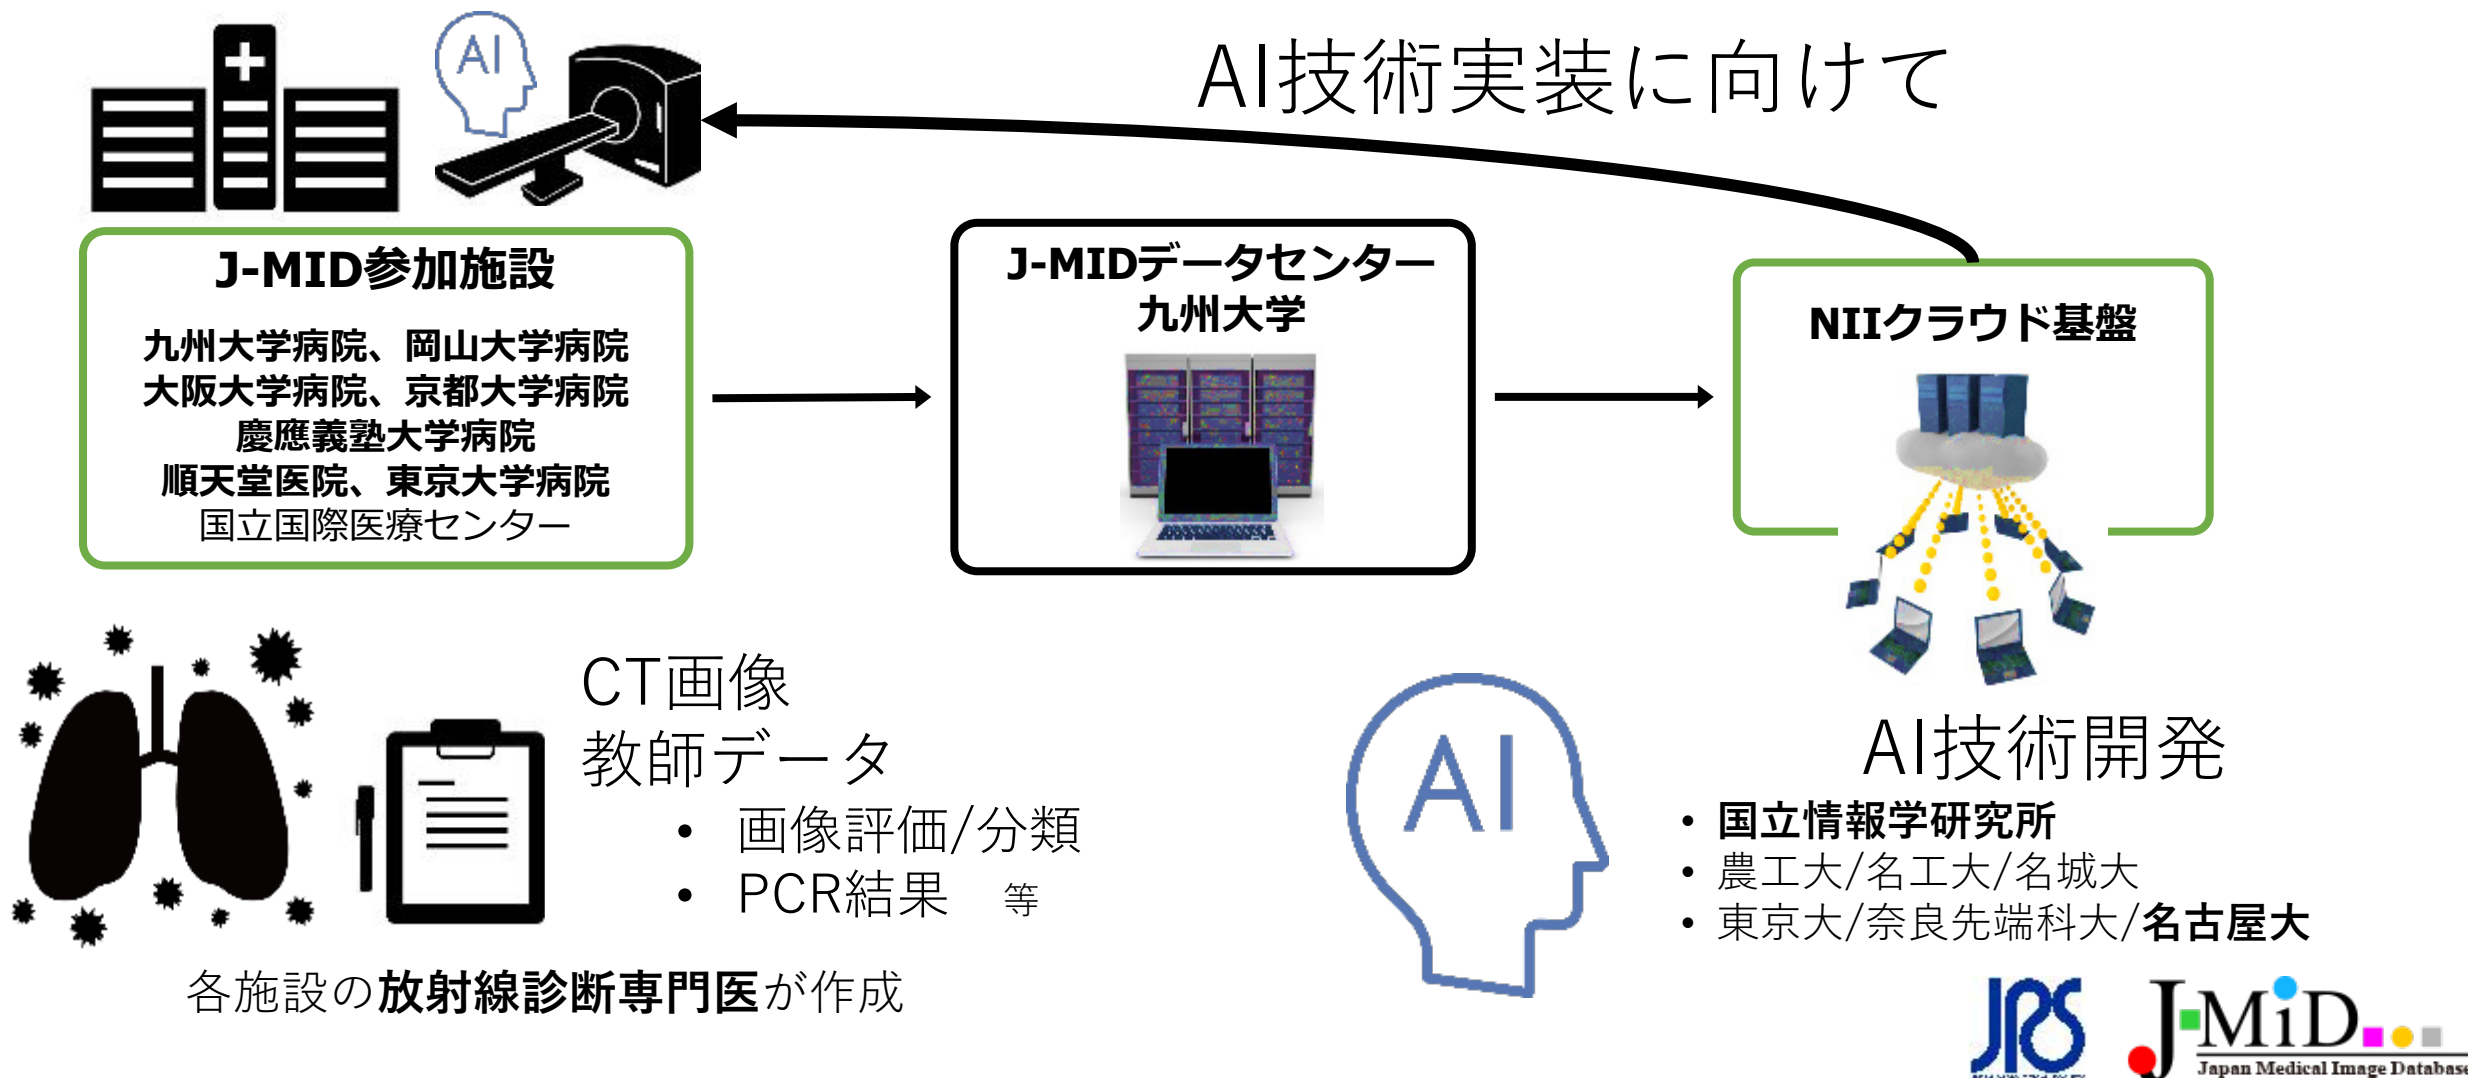 AI
AI技術実装に向けて
J-MID参加施設
九州大学病院、岡山大学病院
大阪大学病院、京都大学病院
慶應義塾大学病院
順天堂医院、東京大学病院
国立国際医療センター
J-MIDデータセンター
九州大学
NIIクラウド基盤
CT画像
教師データ
• 画像評価/分類
• PCR結果 等
各施設の放射線診断専門医が作成
AI
AI技術開発
• 国立情報学研究所
• 農工大/名工大/名城大
• 東京大/奈良先端科大/名古屋大
JRS
J-MiD
Japan Medical Image Database